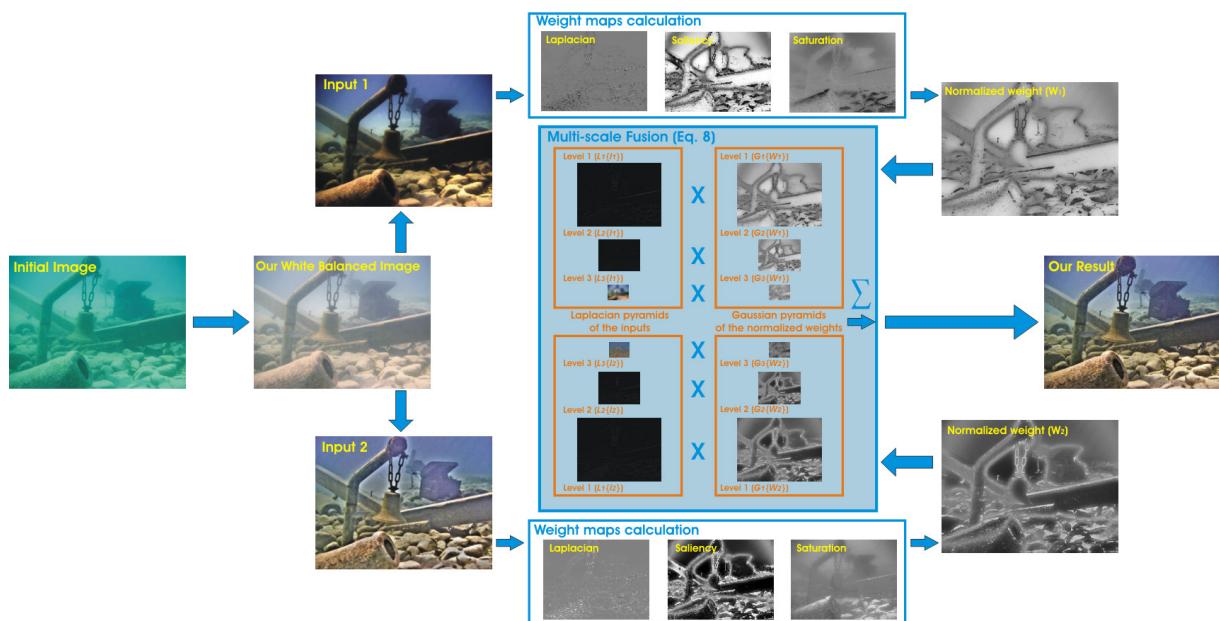 Weight maps calculation
Laplacian
Saliency
Saturation
Input 1
Normalized weight (W1)
Multi-scale Fusion (Eq. 8)
Level 1 (L1{I1})
Level 1 (G1{W1})
X
Level 2 (L2{I1})
Level 2 (G2{W1})
X
Level 3 (L3{I1})
Level 3 (G3{W1})
X
Initial Image
Our White Balanced Image
Our Result
∑
Laplacian pyramids
of the inputs
Gaussian pyramids
of the normalized weights
X
Level 3 (L3{I2})
Level 3 (G3{W2})
X
Level 2 (L2{I2})
Level 2 (G2{W2})
X
Level 1 (L1{I2})
Level 1 (G1{W2})
Input 2
Normalized weight (W2)
Weight maps calculation
Laplacian
Saliency
Saturation